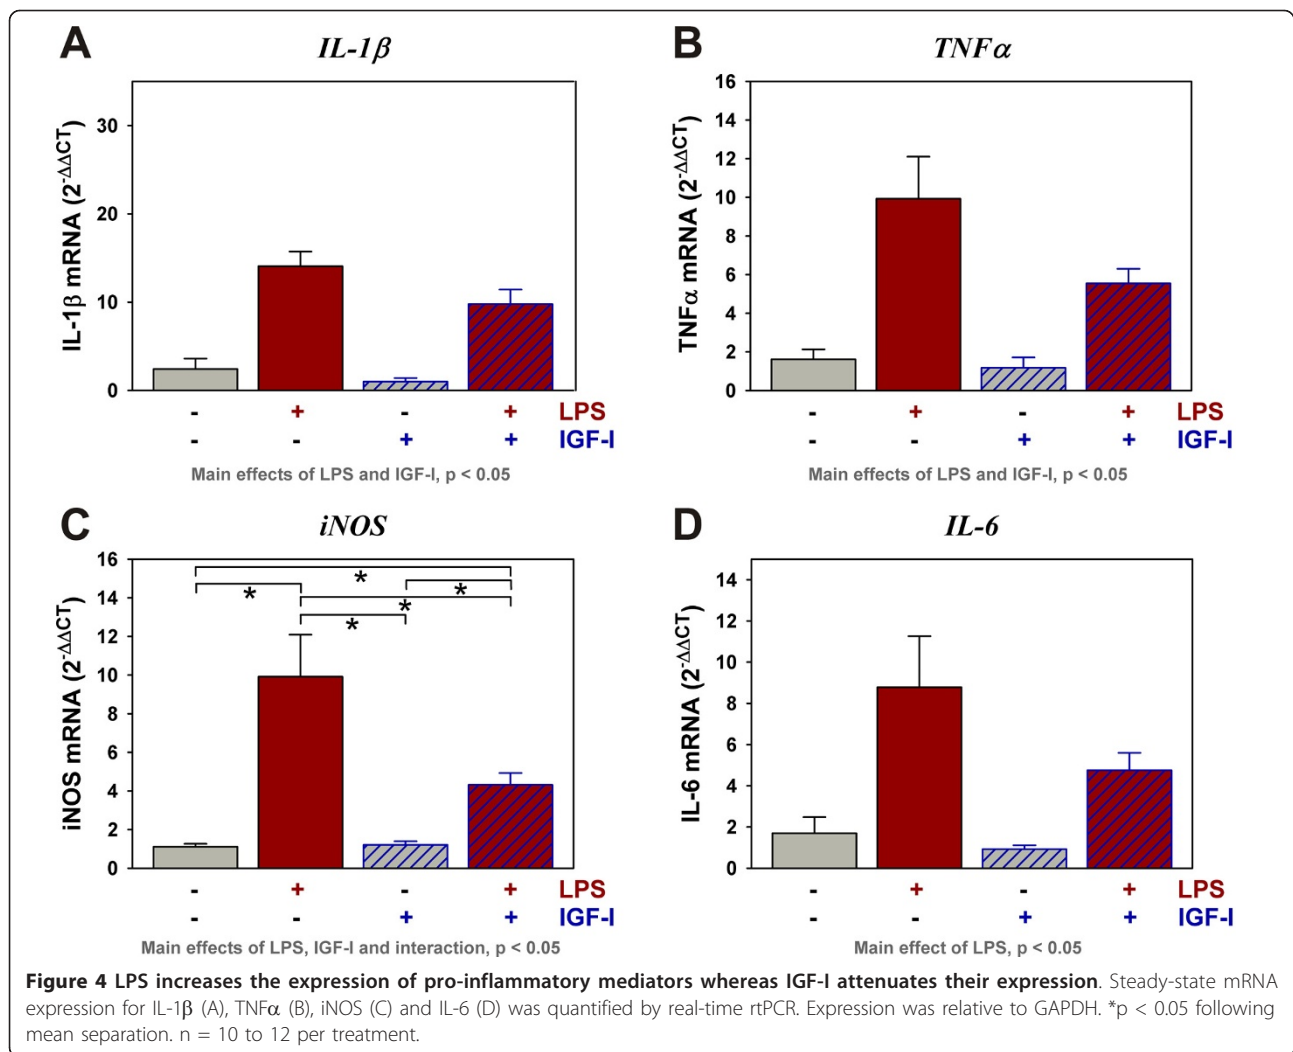 A
IL-1β
IL-1β mRNA (2-ΔΔCT)
30
20
10
0
- + - + LPS
- - + + IGF-I
Main effects of LPS and IGF-I, p < 0.05
B
TNFα
TNFα mRNA (2-ΔΔCT)
16
14
12
10
8
6
4
2
0
- + - + LPS
- - + + IGF-I
Main effects of LPS and IGF-I, p < 0.05
C
iNOS
iNOS mRNA (2-ΔΔCT)
16
14
12
10
8
6
4
2
0
*
*
*
*
*
- + - + LPS
- - + + IGF-I
Main effects of LPS, IGF-I and interaction, p < 0.05
D
IL-6
IL-6 mRNA (2-ΔΔCT)
14
12
10
8
6
4
2
0
- + - + LPS
- - + + IGF-I
Main effect of LPS, p < 0.05
Figure 4 LPS increases the expression of pro-inflammatory mediators whereas IGF-I attenuates their expression. Steady-state mRNA
expression for IL-1β (A), TNFα (B), iNOS (C) and IL-6 (D) was quantified by real-time rtPCR. Expression was relative to GAPDH. *p < 0.05 following
mean separation. n = 10 to 12 per treatment.